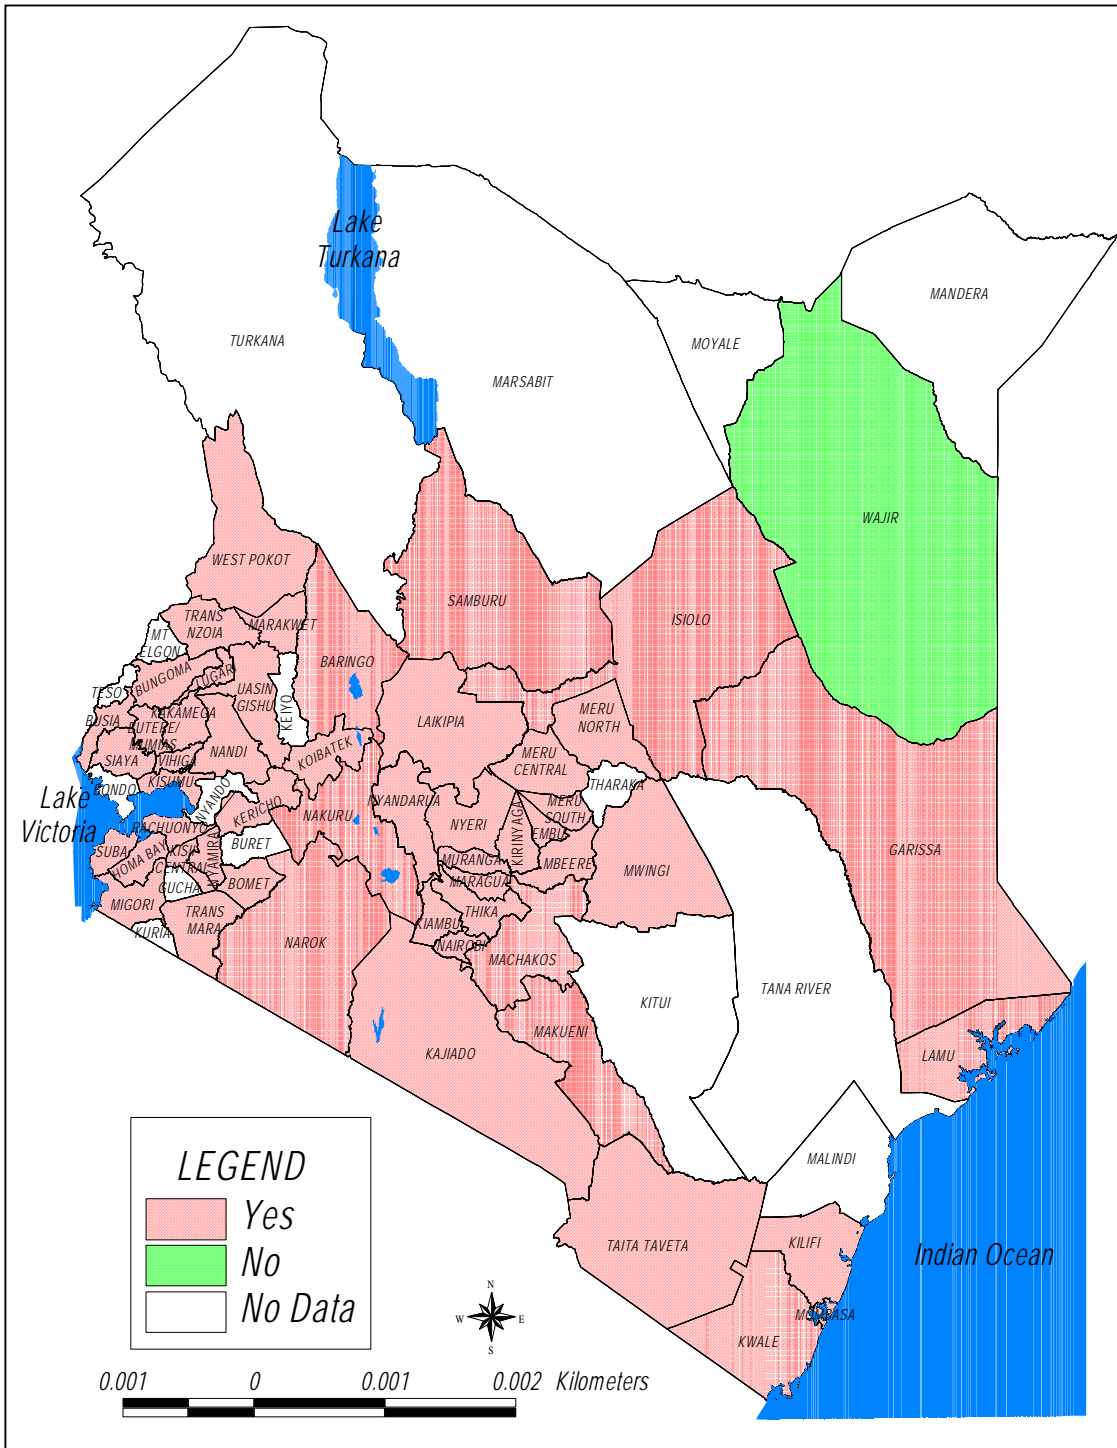 Lake
Turkana
MANDERA
TURKANA
MOYALE
MARSABIT
WAJIR
WEST POKOT
SAMBURU
ISIOLO
TRANS
NZOIA
MARAKWET
MT
ELGON
BARINGO
BUNGOMA
LUGARI
TESO
UASIN
GISHU
KEIYO
LAIKIPIA
MERU
NORTH
BUSIA
KAKAMEGA
BUTERE/
MUMIAS
SIAYA
VIHIGA
NANDI
KOIBATEK
MERU
CENTRAL
THARAKA
BONDO
KISUMU
NYANDO
Lake
Victoria
RACHUONYO
KERICHO
NAKURU
NYANDARUA
NYERI
KIRINYAGA
MERU
SOUTH
EMBU
GARISSA
SUBA
HOMA BAY
KISII
CENTRAL
NYAMIRA
BURET
MURANGA
MBEERE
MWINGI
GUCHA
BOMET
MARAGUA
MIGORI
TRANS
MARA
KIAMBU
THIKA
KURIA
NAROK
NAIROBI
MACHAKOS
KITUI
TANA RIVER
MAKUENI
KAJIADO
LAMU
MALINDI
LEGEND
Yes
No
No Data
TAITA TAVETA
KILIFI
Indian Ocean
MOMBASA
KWALE
N
W
E
S
0.001 0 0.001 0.002 Kilometers